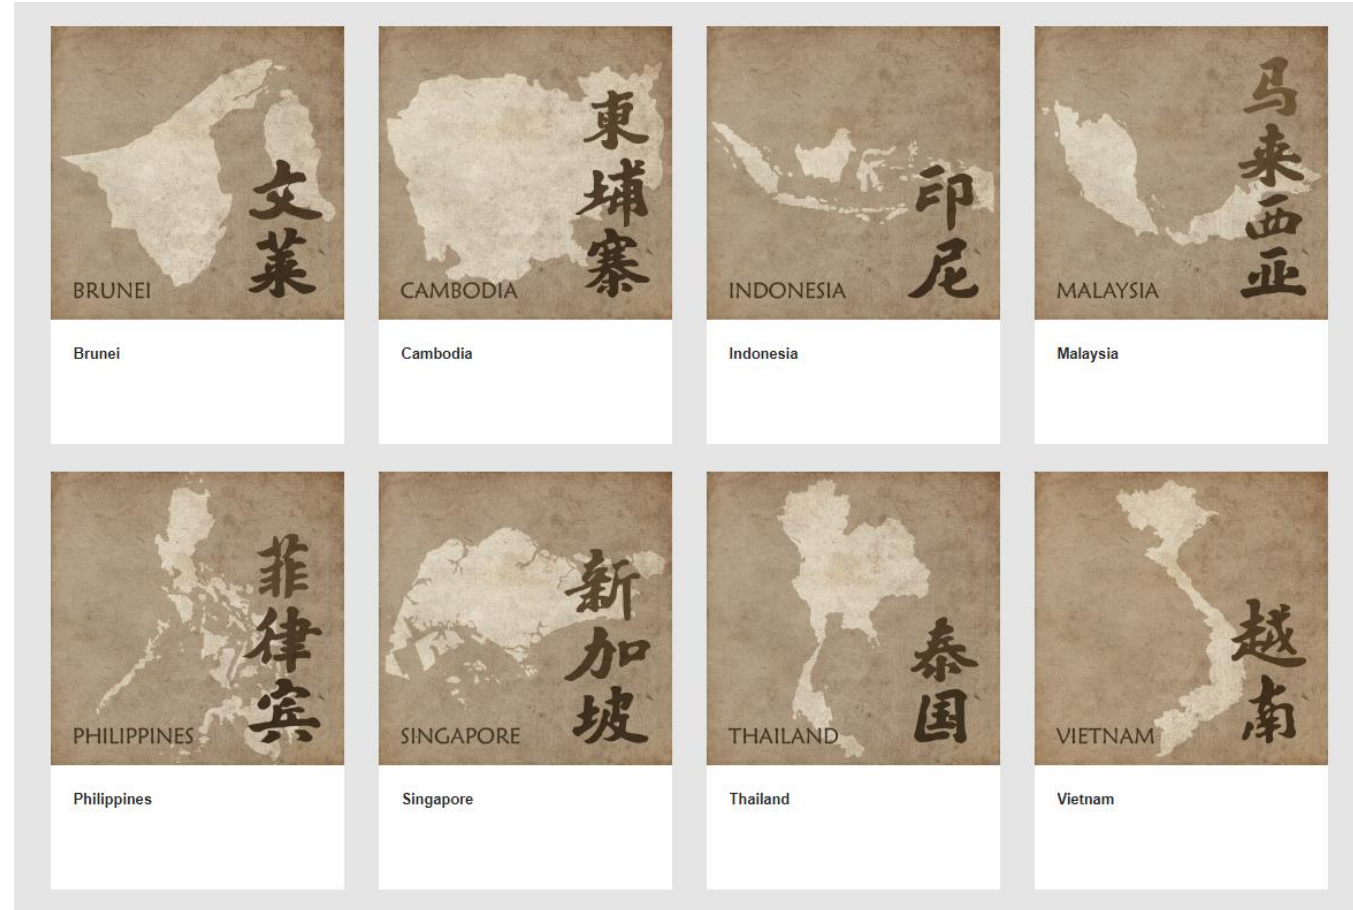 文莱
BRUNEI
Brunei
東埔寨
CAMBODIA
Cambodia
印尼
INDONESIA
Indonesia
马来西亚
MALAYSIA
Malaysia
菲律宾
PHILIPPINES
Philippines
新加坡
SINGAPORE
Singapore
泰国
THAILAND
Thailand
越南
VIETNAM
Vietnam